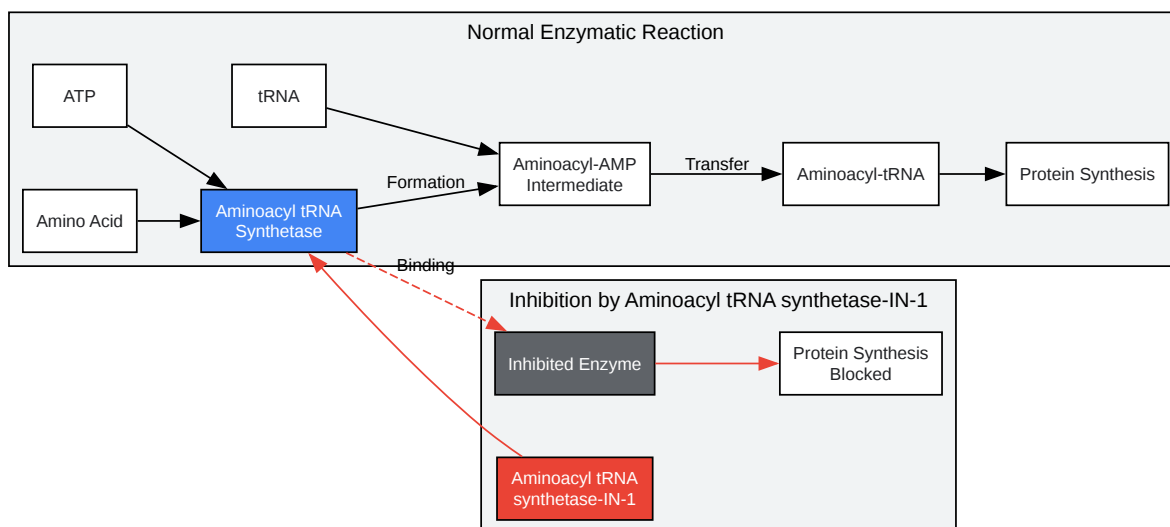 Normal Enzymatic Reaction
ATP
tRNA
Aminoacyl-AMP
Intermediate
Transfer
Aminoacyl-tRNA
Protein Synthesis
Formation
Amino Acid
Aminoacyl tRNA
Synthetase
Binding
Inhibition by Aminoacyl tRNA synthetase-IN-1
Inhibited Enzyme
Protein Synthesis
Blocked
Aminoacyl tRNA
synthetase-IN-1